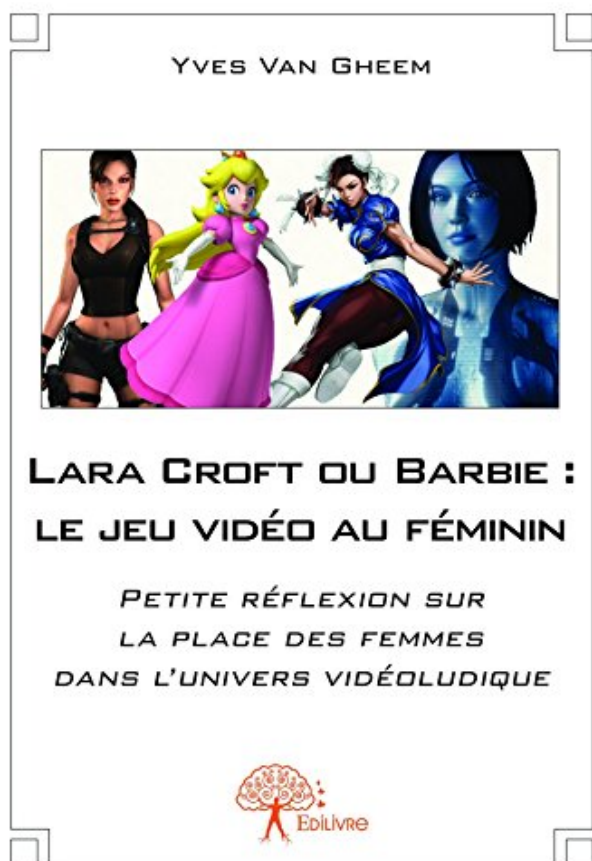 Yves Van Gheem
Lara Croft ou Barbie :
le jeu vidéo au féminin
Petite réflexion sur
la place des femmes
dans l'univers vidéoludique
Edilivre